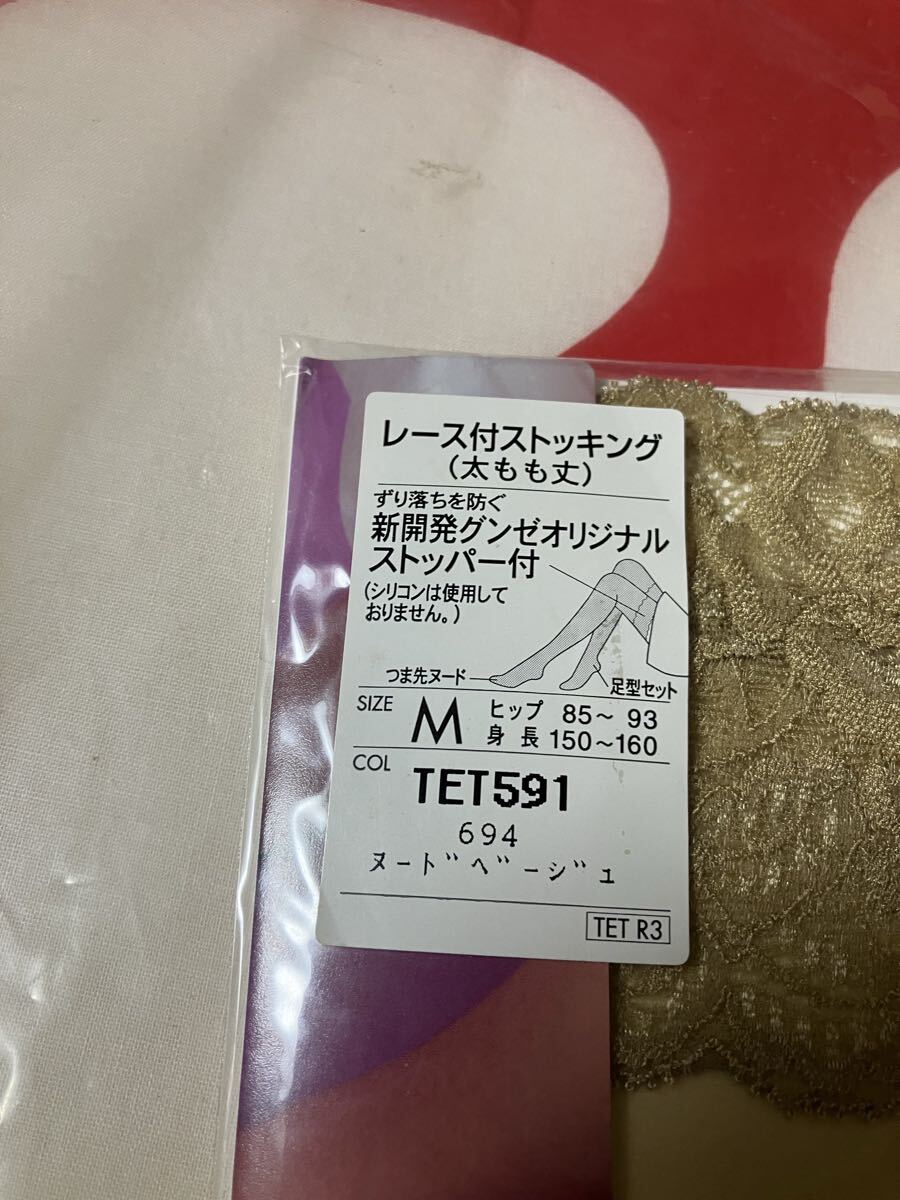 レース付ストッキング
(太もも丈)
ずり落ちを防ぐ
新開発グンゼオリジナル
ストッパー付
(シリコンは使用して
おりません。)
つま先ヌード
足型セット
SIZE M ヒップ 85～ 93
身長 150～160
COL TET591
694
ヌードベージュ
TET R3